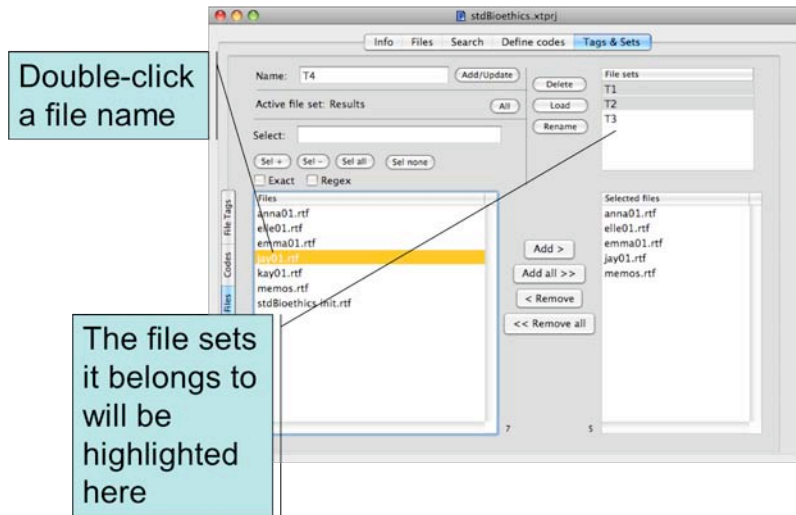 stdBioethics.xtprj
Info Files Search Define codes Tags & Sets
Double-click
a file name
Name: T4 Add/Update
Active file set: Results All
Select:
Sel + Sel - Sel all Sel none
Exact Regex
Delete
Load
Rename
File sets
T1
T2
T3
File Tags
Codes
Files
Files
anna01.rtf
elle01.rtf
emma01.rtf
jay01.rtf
kay01.rtf
memos.rtf
stdBioethics-init.rtf
7
Add >
Add all >>
< Remove
<< Remove all
Selected files
anna01.rtf
elle01.rtf
emma01.rtf
jay01.rtf
memos.rtf
5
The file sets
it belongs to
will be
highlighted
here